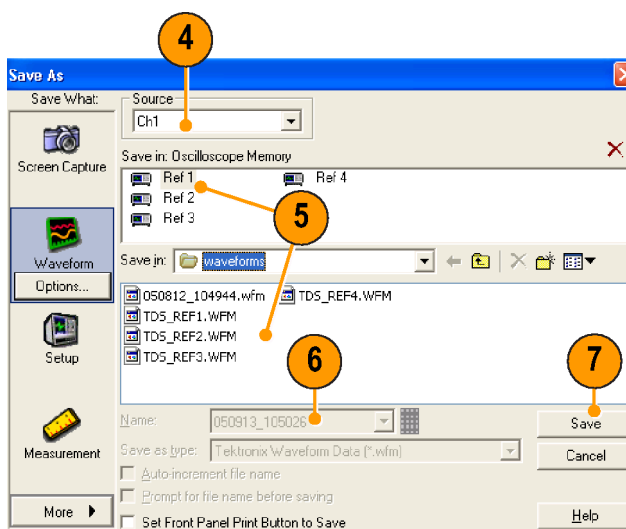 4
Save As
Save What:
Source
Ch1
Screen Capture
Save in: Oscilloscope Memory
Ref 1
Ref 4
Ref 2
Ref 3
5
Waveform
Options...
Save in:
waveforms
050812_104944.wfm
TDS_REF4.WFM
TDS_REF1.WFM
TDS_REF2.WFM
TDS_REF3.WFM
Setup
6
7
Name:
050913_105026
Save
Measurement
Save as type:
Tektronix Waveform Data (*.wfm)
Cancel
Auto-increment file name
Prompt for file name before saving
More
Set Front Panel Print Button to Save
Help